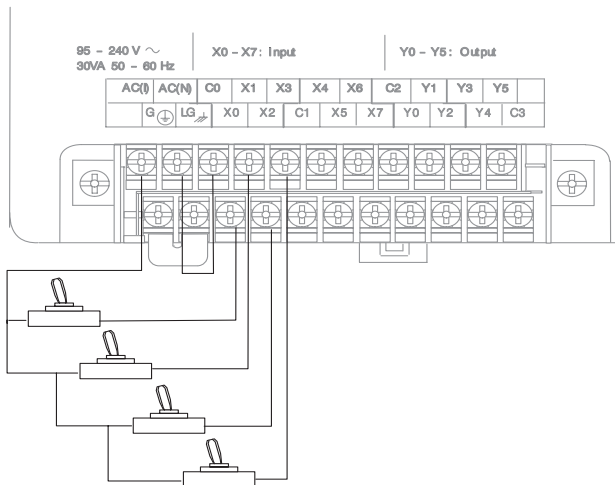 95 - 240 V ~ X0 - X7: Input Y0 - Y5: Output
30VA 50 - 60 Hz
AC(l) AC(N) C0 X1 X3 X4 X6 C2 Y1 Y3 Y5
G LG X0 X2 C1 X5 X7 Y0 Y2 Y4 C3